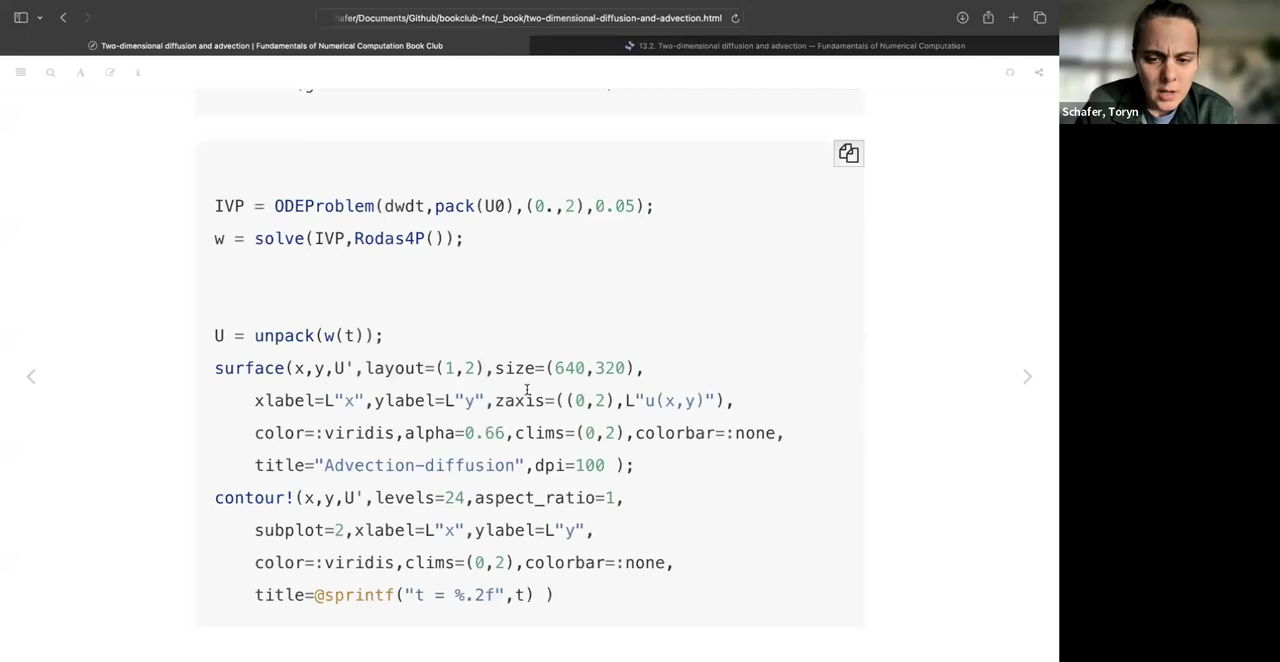 afer/Documents/Github/bookclub-fnc/_book/two-dimensional-diffusion-and-advection.html
Two-dimensional diffusion and advection | Fundamentals of Numerical Computation Book Club
13.2. Two-dimensional diffusion and advection — Fundamentals of Numerical Computation
Schafer, Toryn
IVP = ODEProblem(dwdt,pack(U0),(0.,2),0.05);
w = solve(IVP,Rodas4P());
U = unpack(w(t));
surface(x,y,U',layout=(1,2),size=(640,320),
xlabel=L"x",ylabel=L"y",zaxis=((0,2),L"u(x,y)"),
color=:viridis,alpha=0.66,clims=(0,2),colorbar=:none,
title="Advection-diffusion",dpi=100 );
contour!(x,y,U',levels=24,aspect_ratio=1,
subplot=2,xlabel=L"x",ylabel=L"y",
color=:viridis,clims=(0,2),colorbar=:none,
title=@sprintf("t = %.2f",t) )